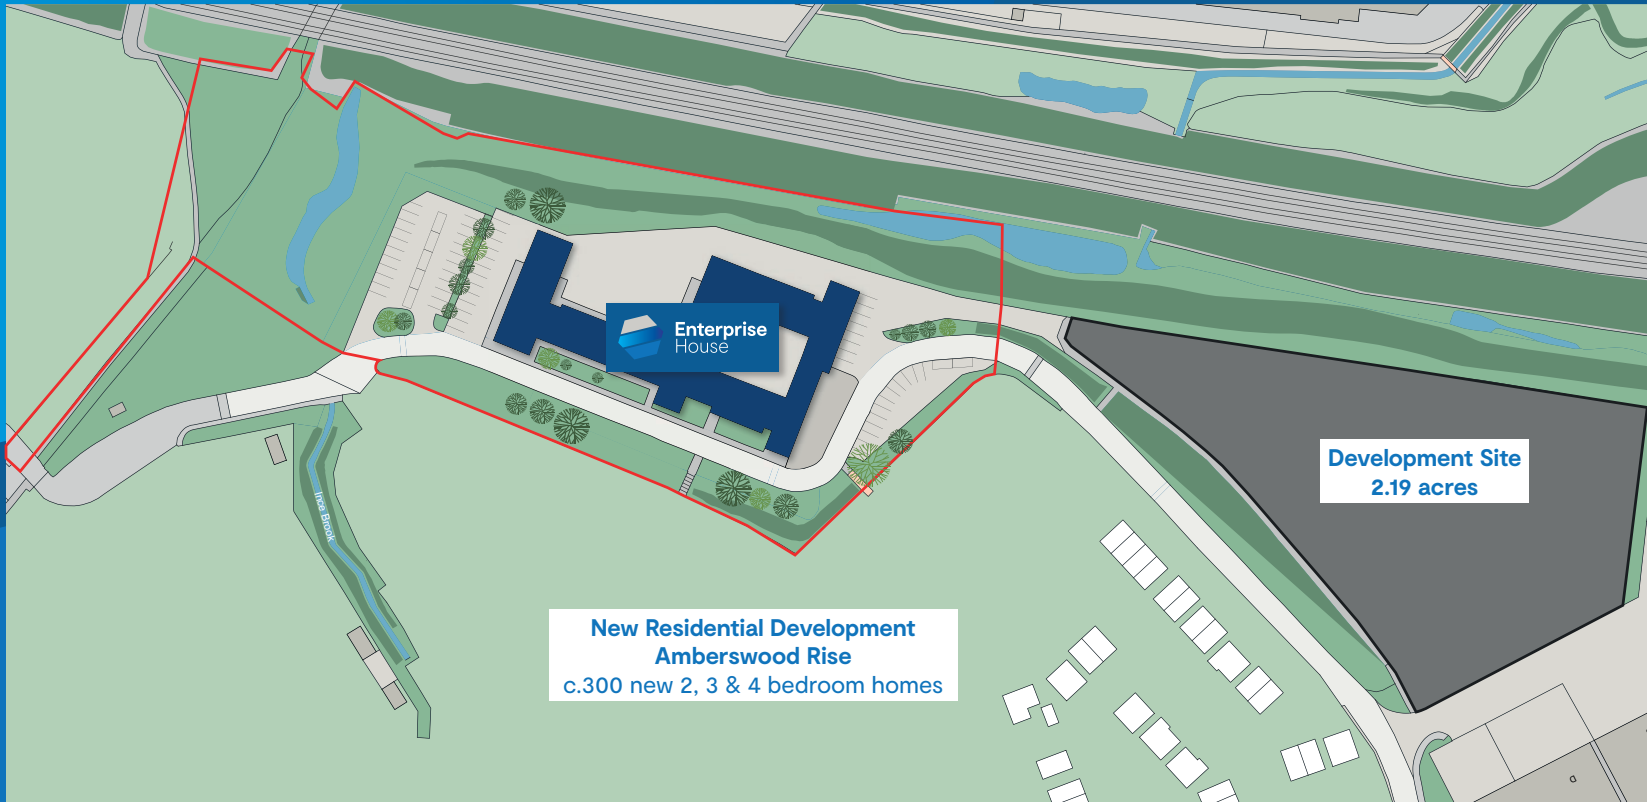 Enterprise
House
Development Site
2.19 acres
Ince Brook
New Residential Development
Amberswood Rise
c.300 new 2, 3 & 4 bedroom homes